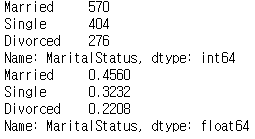 Married     570
Single      404
Divorced    276
Name: MaritalStatus, dtype: int64
Married     0.4560
Single      0.3232
Divorced    0.2208
Name: MaritalStatus, dtype: float64